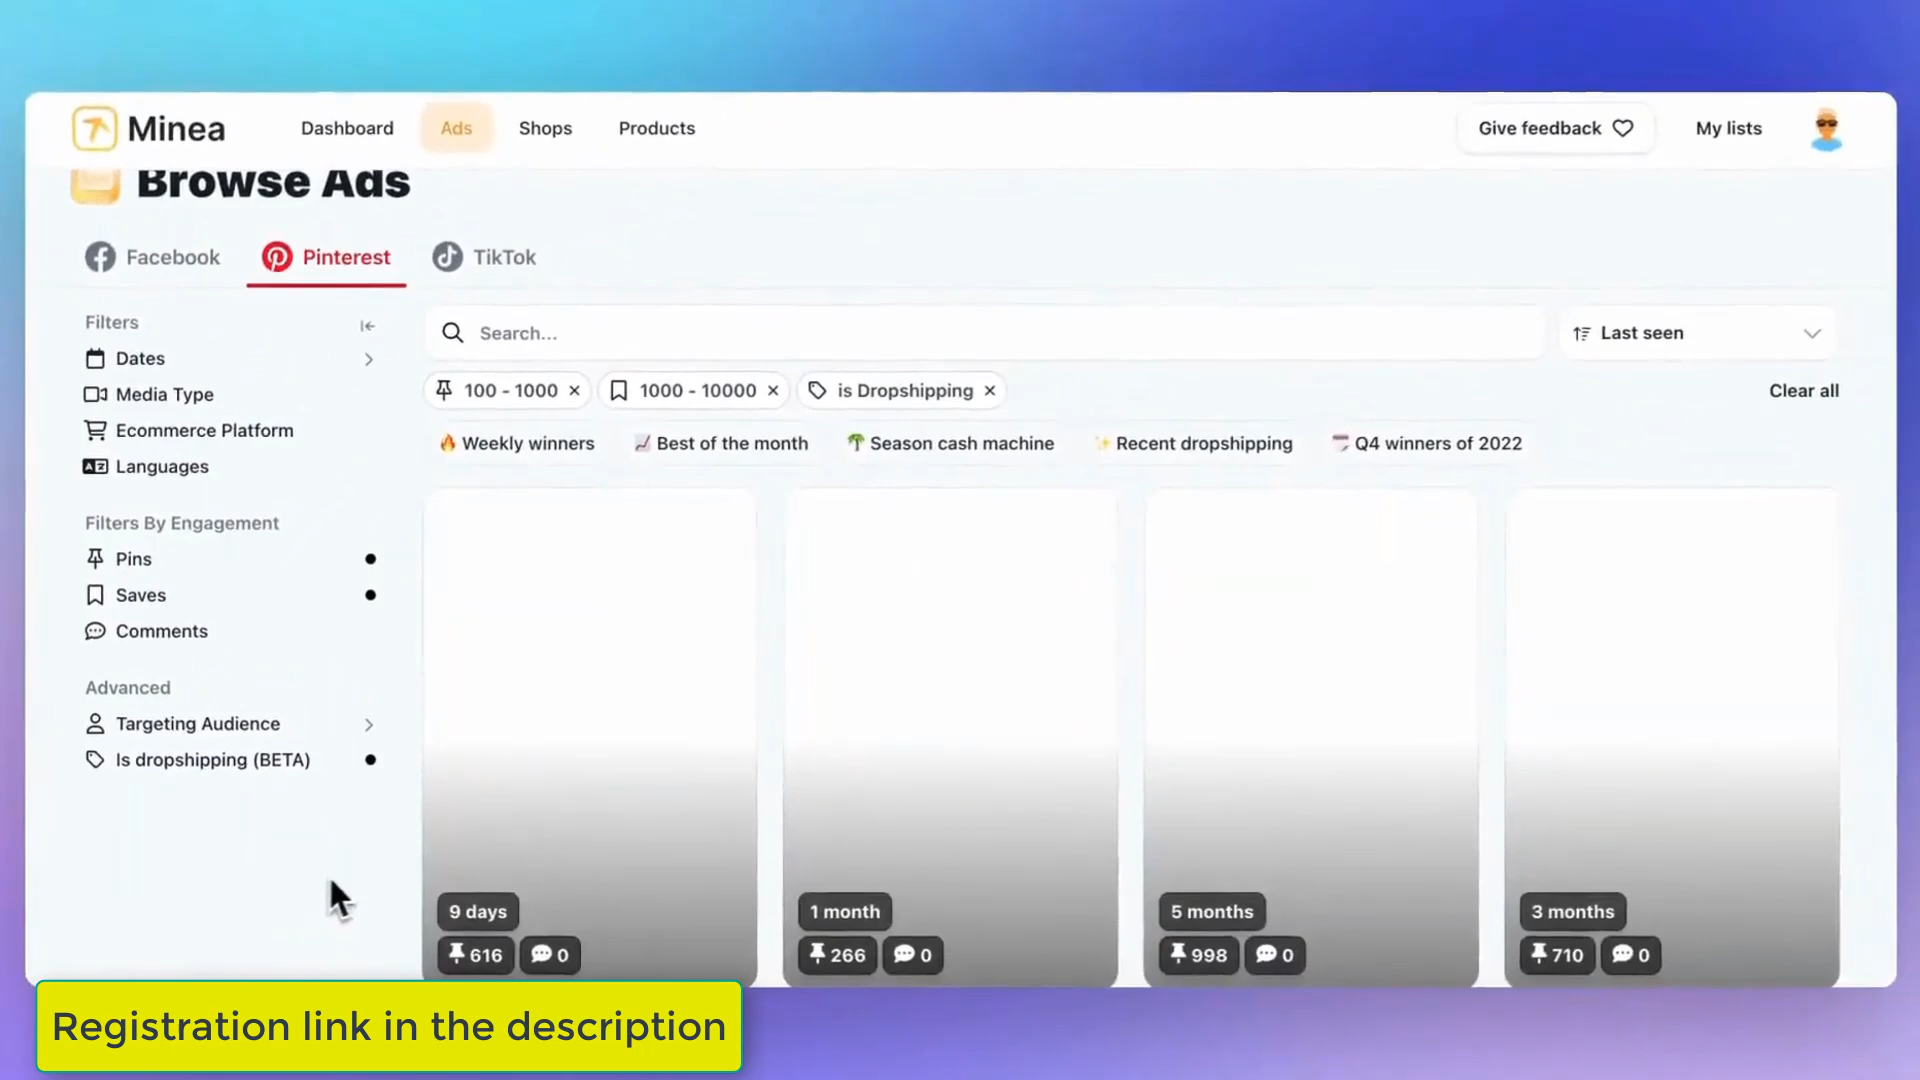 Minea
Dashboard
Ads
Shops
Products
Give feedback
My lists
Browse Ads
Facebook
Pinterest
TikTok
Filters
Dates
Media Type
Ecommerce Platform
Languages
Filters By Engagement
Pins
Saves
Comments
Advanced
Targeting Audience
Is dropshipping (BETA)
Search...
Last seen
100 - 1000 ×
1000 - 10000 ×
is Dropshipping ×
Clear all
Weekly winners
Best of the month
Season cash machine
Recent dropshipping
Q4 winners of 2022
9 days
616
0
1 month
266
0
5 months
998
0
3 months
710
0
Registration link in the description